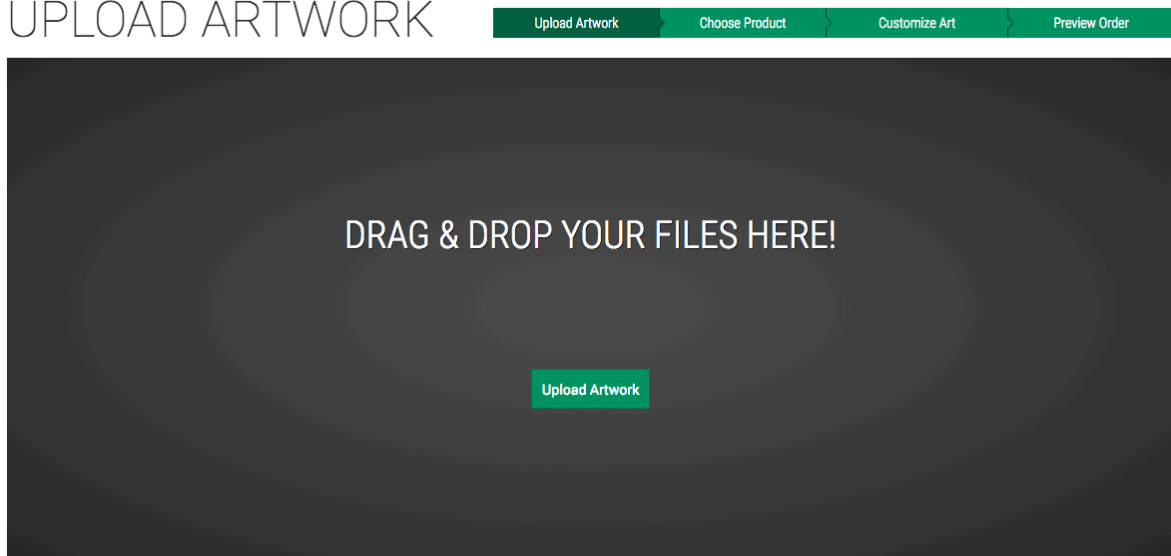 UPLOAD ARTWORK
Upload Artwork Choose Product Customize Art Preview Order
DRAG & DROP YOUR FILES HERE!
Upload Artwork